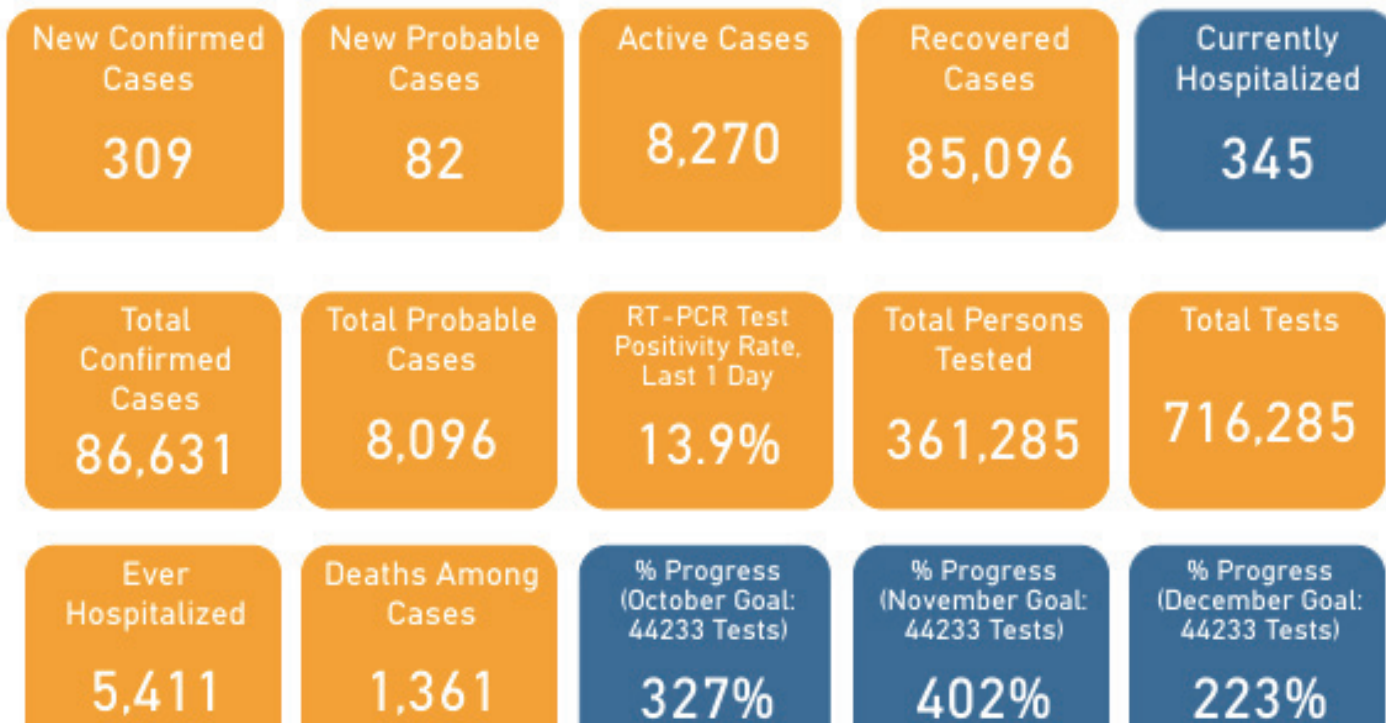 New Confirmed
Cases
309
New Probable
Cases
82
Active Cases
8,270
Recovered
Cases
85,096
Currently
Hospitalized
345
Total
Confirmed
Cases
86,631
Total Probable
Cases
8,096
RT-PCR Test
Positivity Rate,
Last 1 Day
13.9%
Total Persons
Tested
361,285
Total Tests
716,285
Ever
Hospitalized
5,411
Deaths Among
Cases
1,361
% Progress
(October Goal:
44233 Tests)
327%
% Progress
(November Goal:
44233 Tests)
402%
% Progress
(December Goal:
44233 Tests)
223%